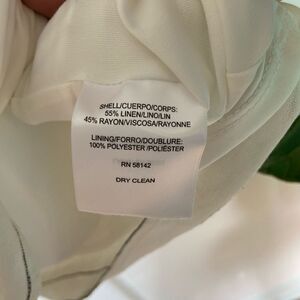 SHELL/CUERPO/CORPS:
55% LINEN/LINO/LIN
45% RAYON/VISCOSA/RAYONNE
LINING/FORRO/DOUBLURE:
100% POLYESTER/POLIÉSTER
RN 58142
DRY CLEAN